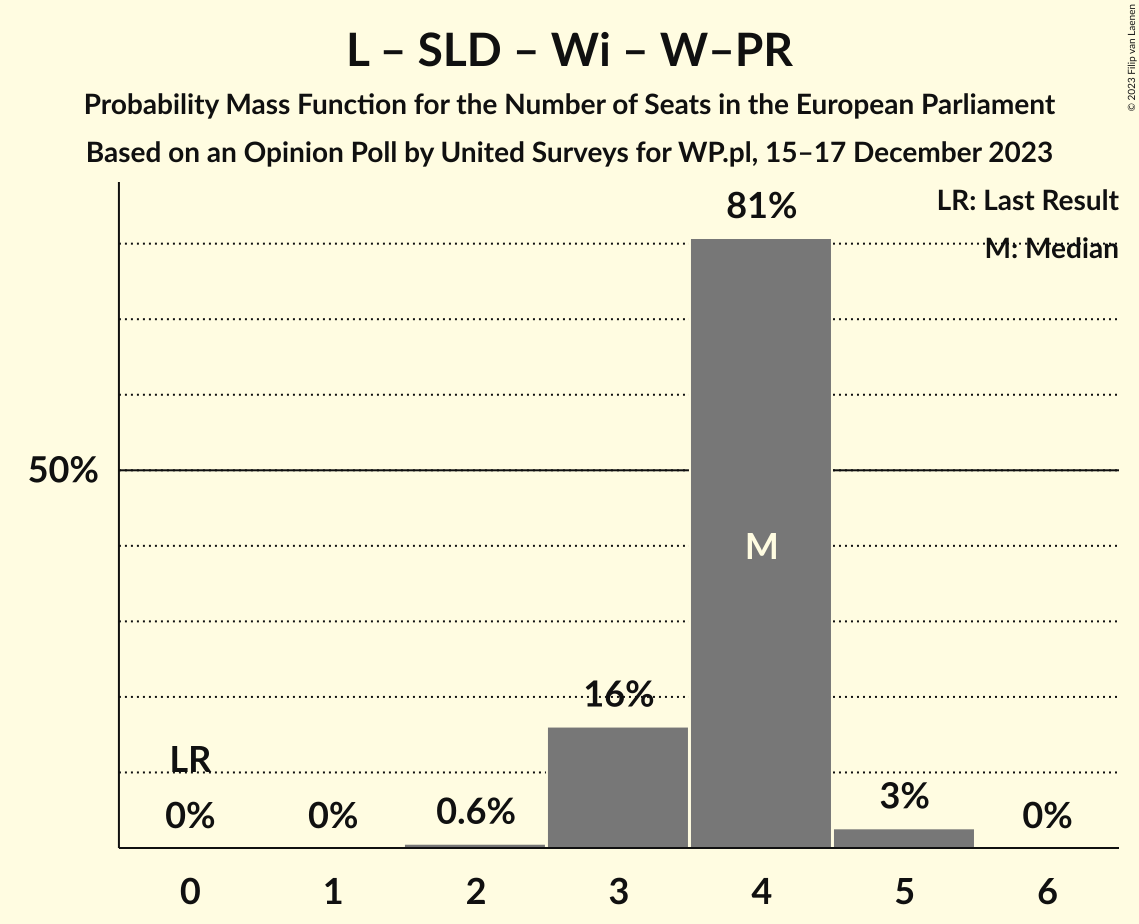 L – SLD – Wi – W–PR
Probability Mass Function for the Number of Seats in the European Parliament
Based on an Opinion Poll by United Surveys for WP.pl, 15–17 December 2023
© 2023 Filip van Laenen
LR: Last Result
M: Median
81%
50%
M
16%
LR
0%
0%
0.6%
3%
0%
0 1 2 3 4 5 6